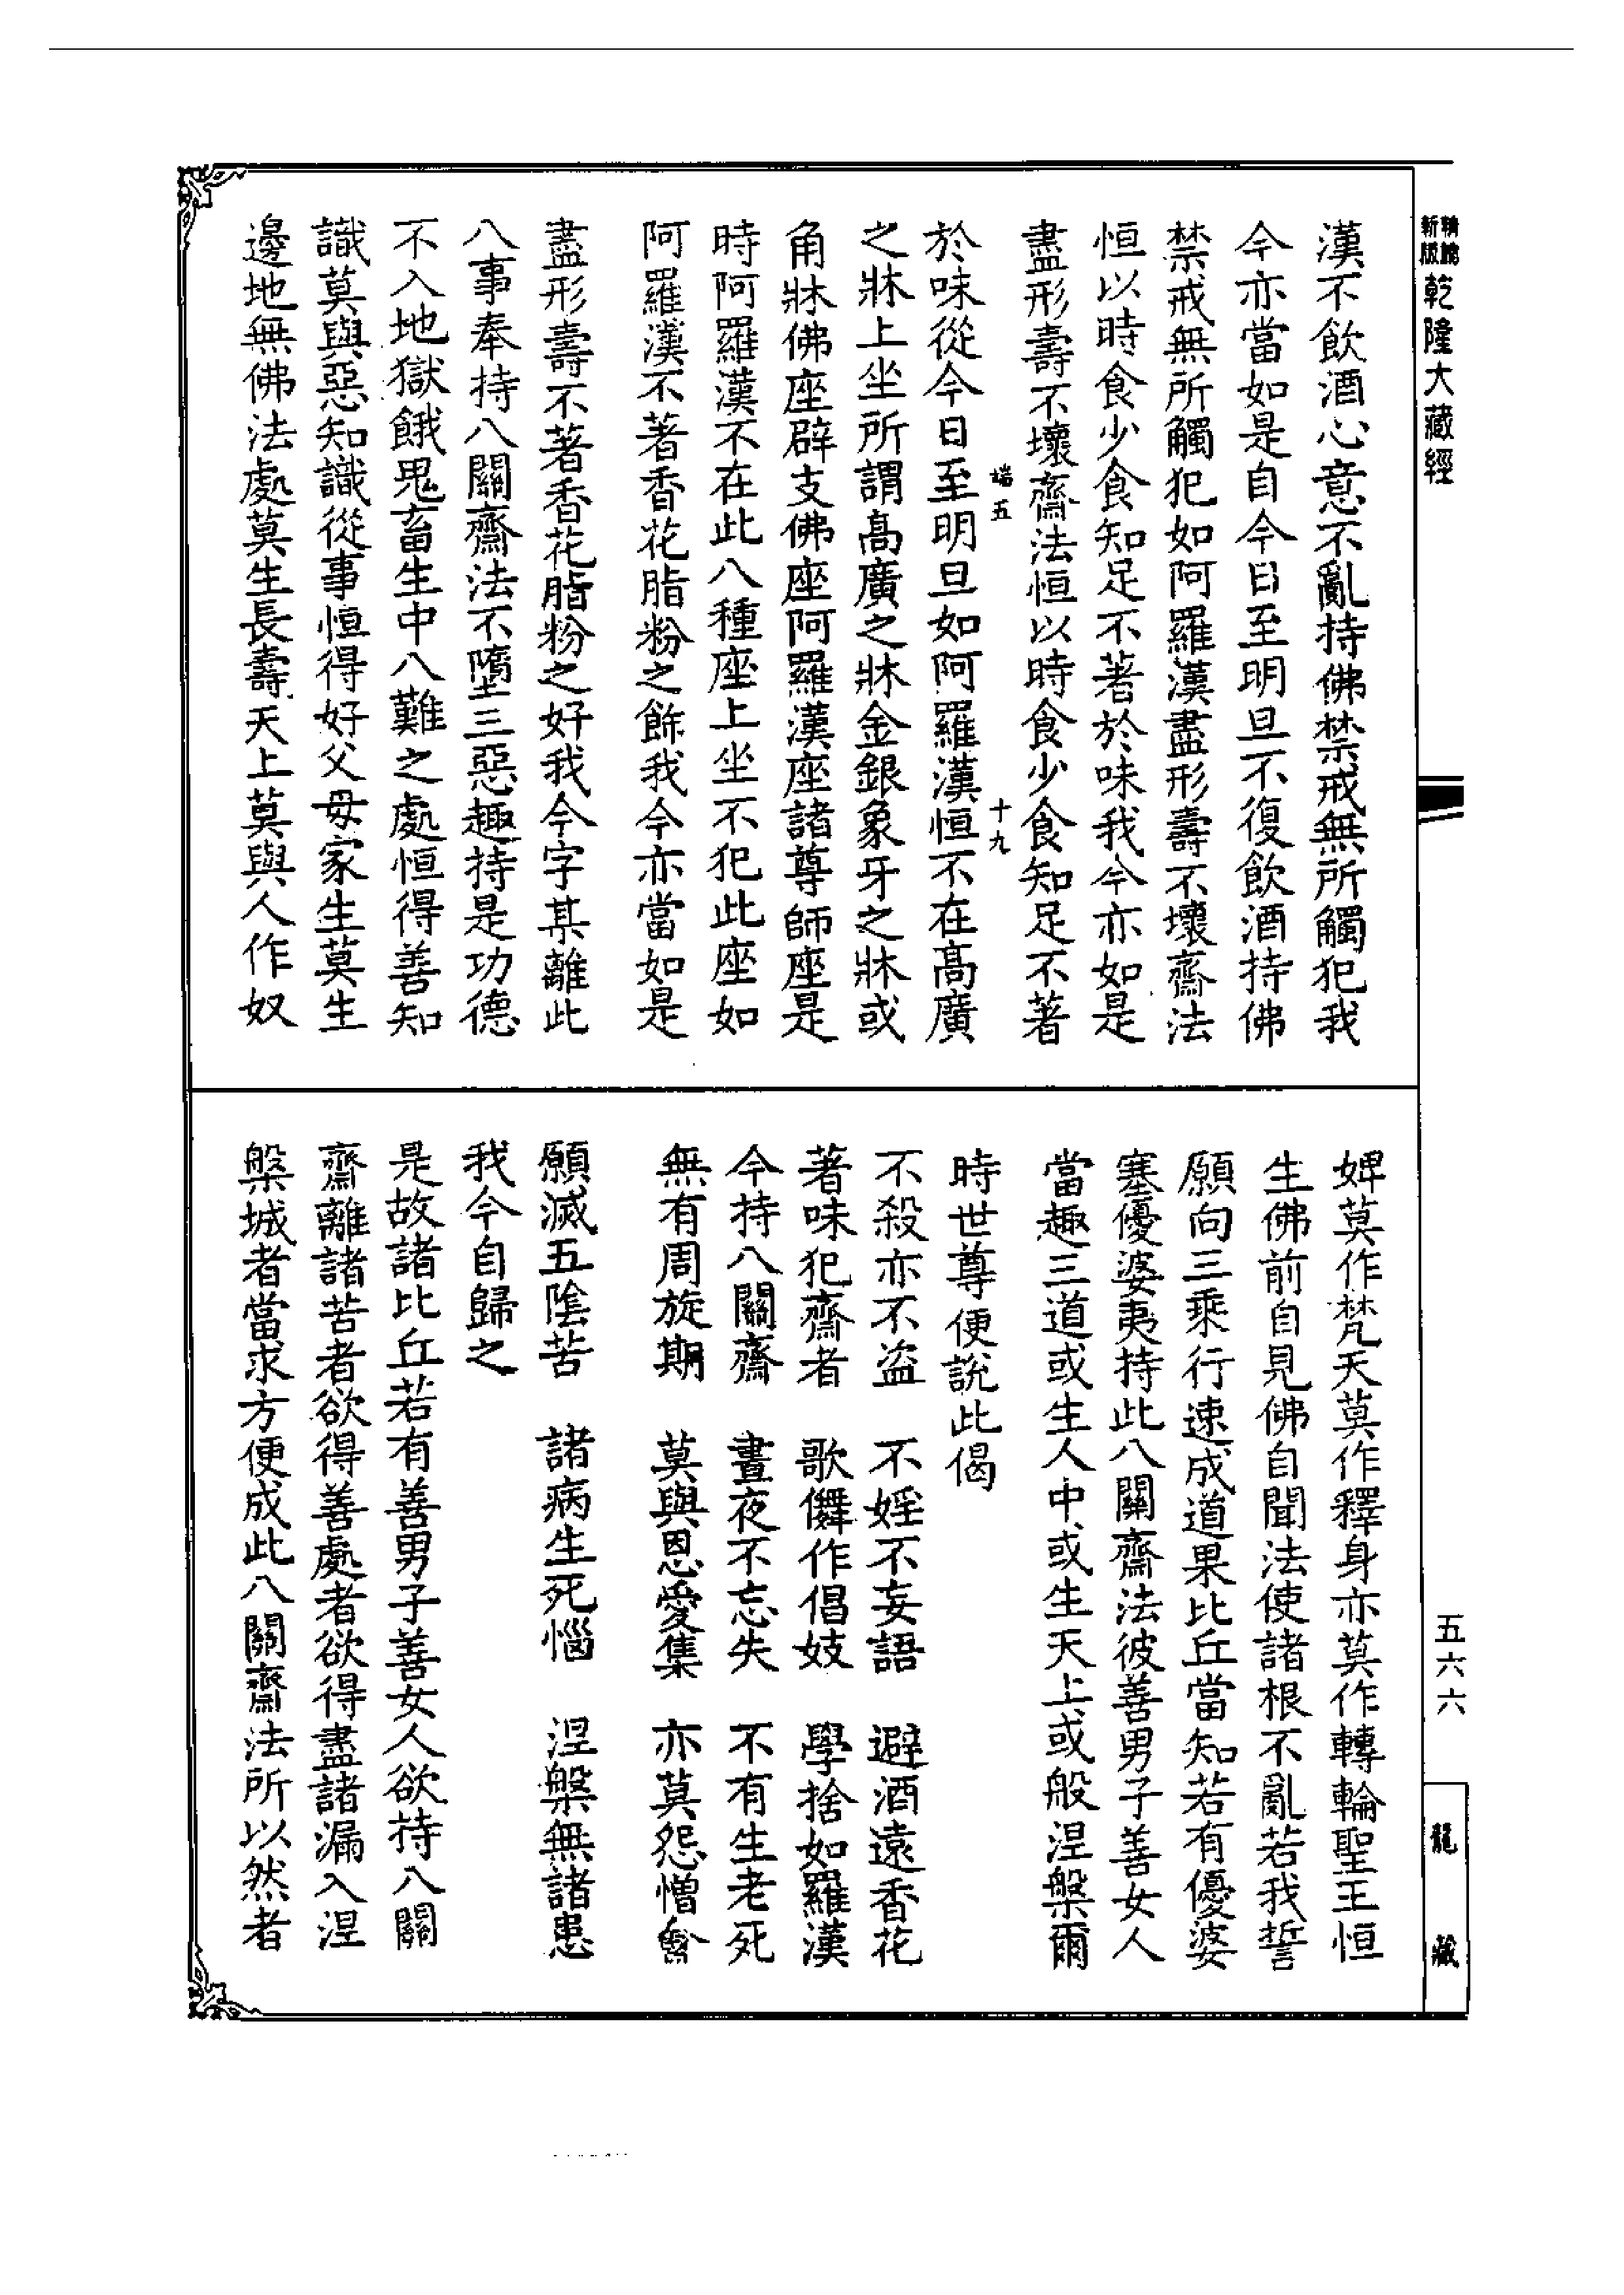 新版精縮乾隆大藏經
漢不飲酒心意不亂持佛禁戒無所觸犯我
今亦當如是自今日至明旦不復飲酒持佛
禁戒無所觸犯如阿羅漢盡形壽不壞齋法
恒以時食少食知足不著於味我今亦如是
盡形壽不壞齋法恒以時食少食知足不著
端五 十九
於味從今日至明旦如阿羅漢恒不在高廣
之牀上坐所謂高廣之牀金銀象牙之牀或
角牀佛座辟支佛座阿羅漢座諸尊師座是
時阿羅漢不在此八種座上坐不犯此座如
阿羅漢不著香花脂粉之餙我今亦當如是
盡形壽不著香花脂粉之好我今字某離此
八事奉持八關齋法不墮三惡趣持是功德
不入地獄餓鬼畜生中八難之處恒得善知
識莫與惡知識從事恒得好父母家生莫生
邊地無佛法處莫生長壽天上莫與人作奴
婢莫作梵天莫作釋身亦莫作轉輪聖王恒
生佛前自見佛自聞法使諸根不亂若我誓
願向三乘行速成道果比丘當知若有優婆
塞優婆夷持此八關齋法彼善男子善女人
當趣三道或生人中或生天上或般涅槃爾
時世尊便說此偈
不殺亦不盜 不婬不妄語 避酒遠香花
著味犯齋者 歌儛作倡妓 學捨如羅漢
今持八關齋 晝夜不忘失 不有生老死
無有周旋期 莫與恩愛集 亦莫怨憎會
願滅五陰苦 諸病生死惱 涅槃無諸患
我今自歸之
是故諸比丘若有善男子善女人欲持八關
齋離諸苦者欲得善處者欲得盡諸漏入涅
槃城者當求方便成此八關齋法所以然者
五六六
龍藏